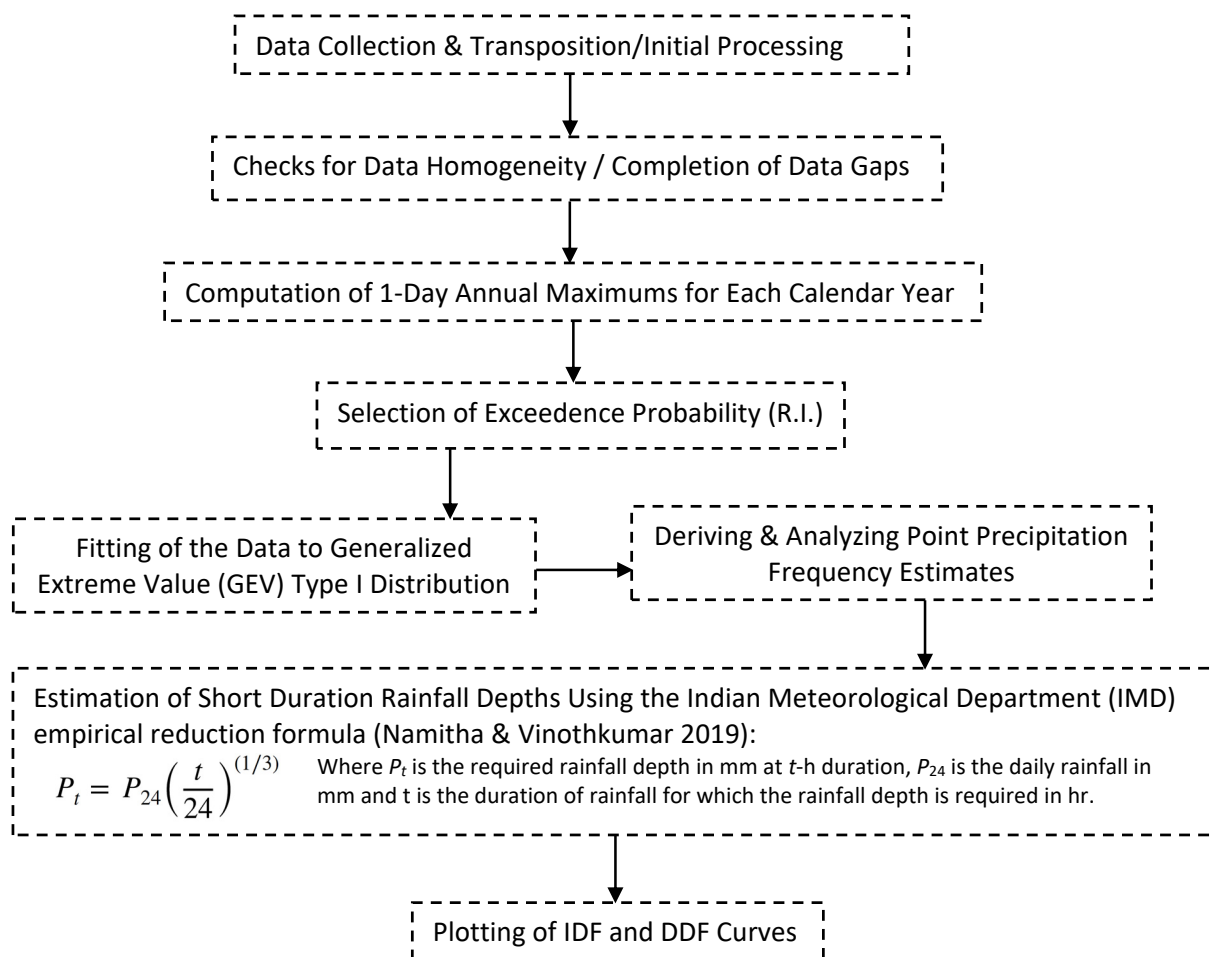 Data Collection & Transposition/Initial Processing
Checks for Data Homogeneity / Completion of Data Gaps
Computation of 1-Day Annual Maximums for Each Calendar Year
Selection of Exceedence Probability (R.I.)
Fitting of the Data to Generalized
Extreme Value (GEV) Type I Distribution
Deriving & Analyzing Point Precipitation
Frequency Estimates
Estimation of Short Duration Rainfall Depths Using the Indian Meteorological Department (IMD)
empirical reduction formula (Namitha & Vinothkumar 2019):
P_t = P_24(t/24)^(1/3)
Where P_t is the required rainfall depth in mm at t-h duration, P_24 is the daily rainfall in
mm and t is the duration of rainfall for which the rainfall depth is required in hr.
Plotting of IDF and DDF Curves